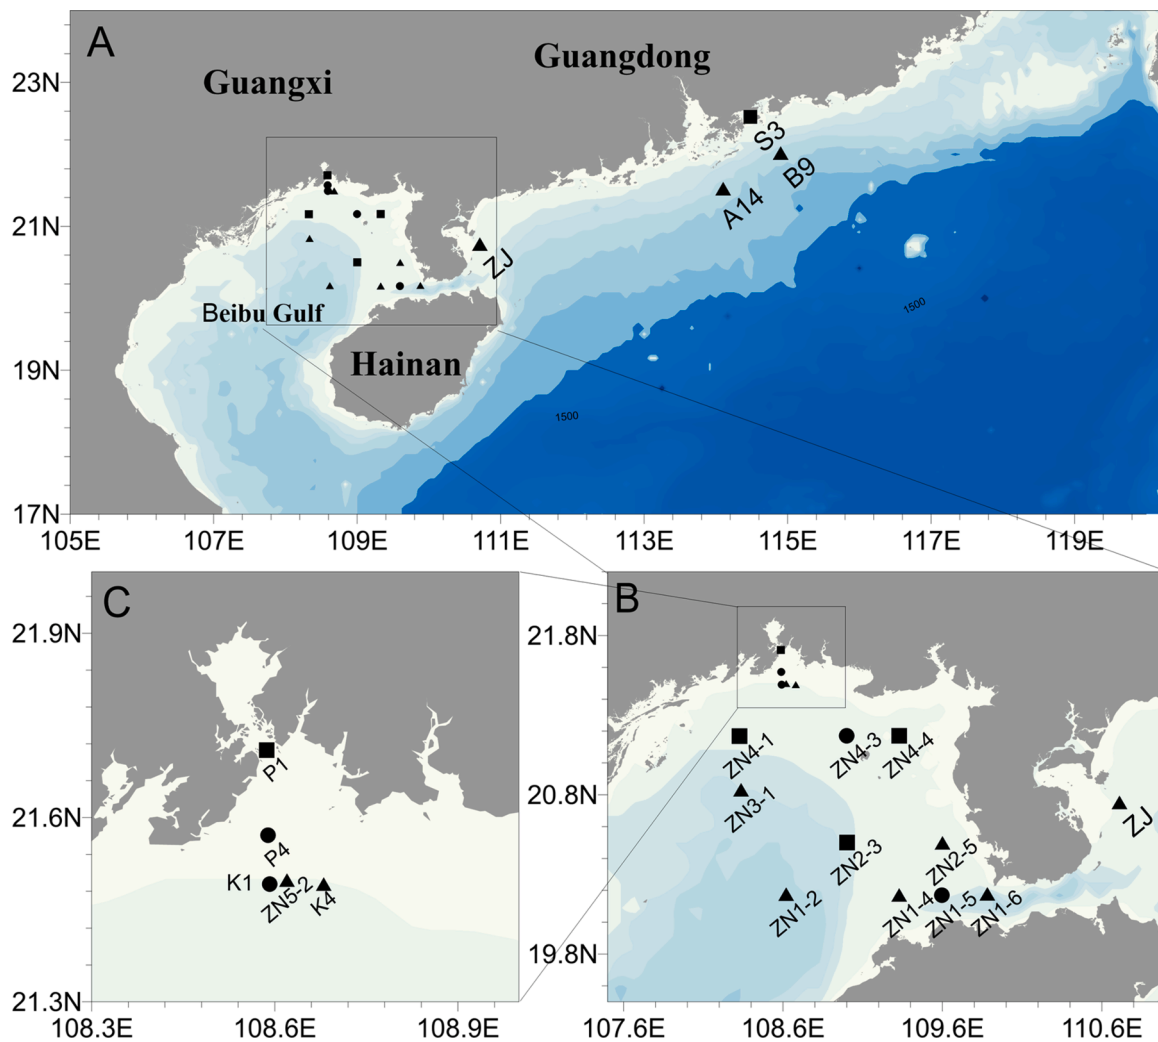 A
Guangxi
Guangdong
23N
S3
B9
A14
21N
ZJ
Beibu Gulf
1500
19N
Hainan
1500
17N
105E 107E 109E 111E 113E 115E 117E 119E
C
21.9N
P1
21.6N
P4
K1
ZN5-2
K4
21.3N
108.3E 108.6E 108.9E
B
21.8N
ZN4-1
ZN4-3
ZN4-4
20.8N
ZN3-1
ZJ
ZN2-3
ZN2-5
ZN1-2
ZN1-4
ZN1-5
ZN1-6
19.8N
107.6E 108.6E 109.6E 110.6E